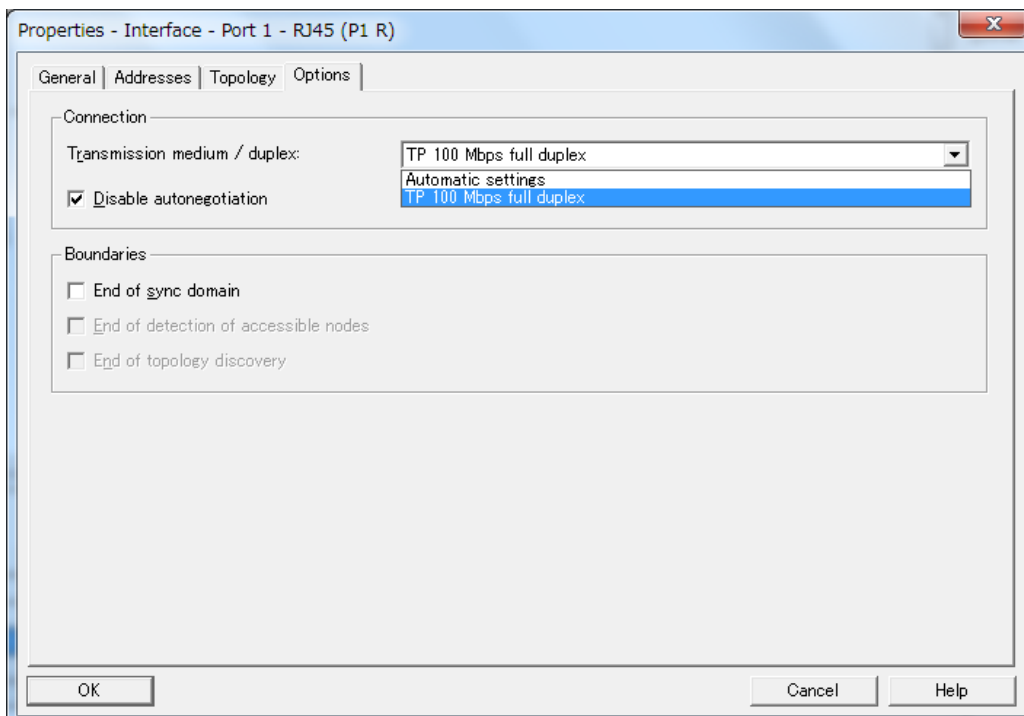 Properties - Interface - Port 1 - RJ45 (P1 R)
General Addresses Topology Options
Connection
Transmission medium / duplex: TP 100 Mbps full duplex
Automatic settings
Disable autonegotiation TP 100 Mbps full duplex
Boundaries
End of sync domain
End of detection of accessible nodes
End of topology discovery
OK Cancel Help